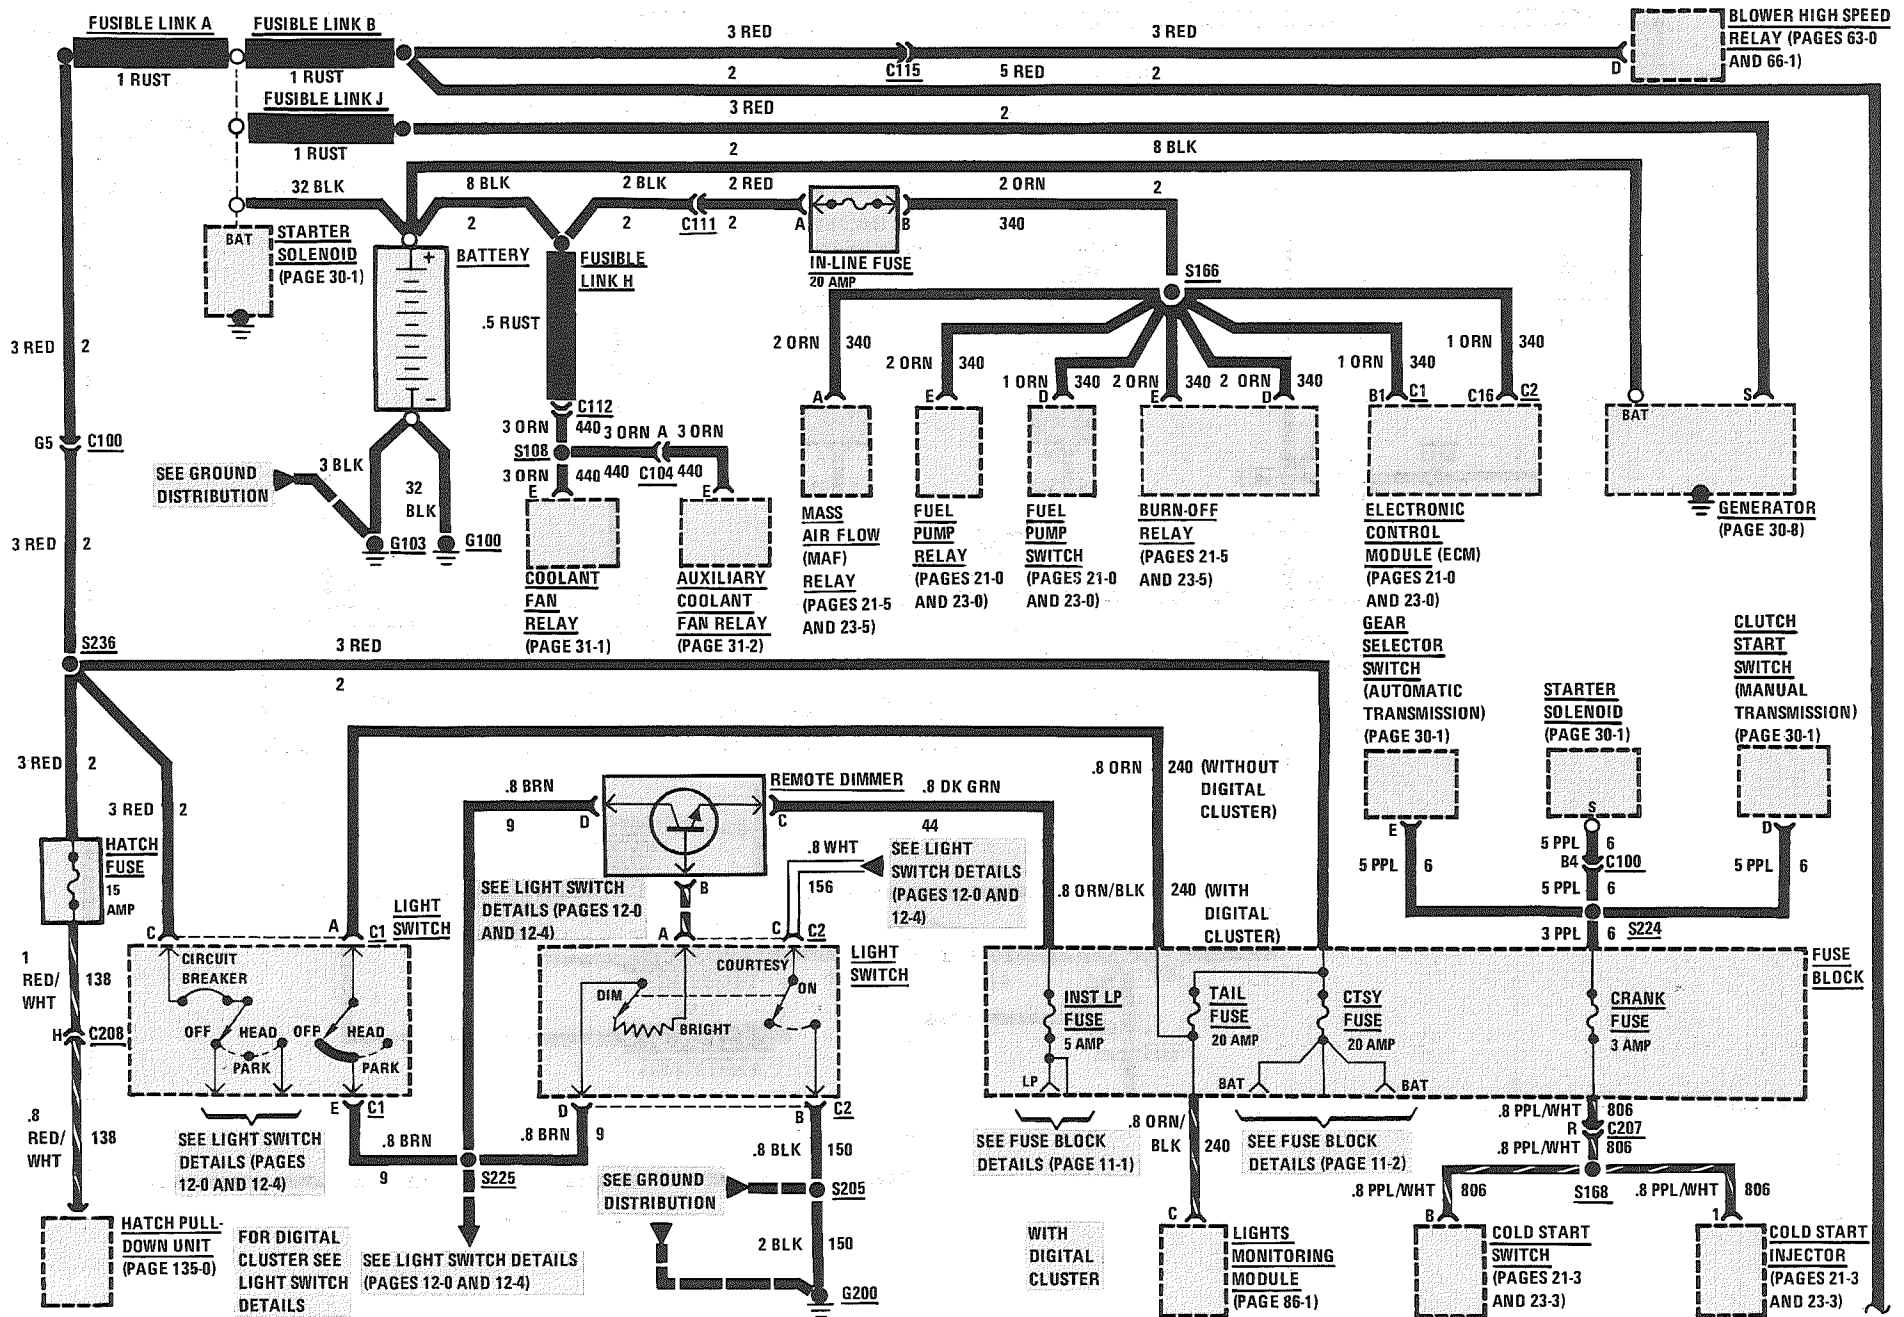 FUSIBLE LINK A
FUSIBLE LINK B
3 RED
3 RED
BLOWER HIGH SPEED
RELAY (PAGES 63-0
AND 66-1)
1 RUST
1 RUST
2
C115
5 RED
2
D
FUSIBLE LINK J
3 RED
2
1 RUST
2
8 BLK
32 BLK
8 BLK
2 BLK
2 RED
2 ORN
2
2
2
C111
2
A
B
340
BAT
STARTER
SOLENOID
(PAGE 30-1)
+
BATTERY
FUSIBLE
LINK H
IN-LINE FUSE
20 AMP
S166
.5 RUST
3 RED
2
2 ORN
340
2 ORN
340
1 ORN
340
2 ORN
340
2 ORN
340
1 ORN
340
1 ORN
340
A
E
D
E
D
B1
C1
C16
C2
BAT
S
–
C112
3 ORN
440
G5
C100
S108
3 ORN
A
3 ORN
3 ORN
440
440
C104
440
E
E
SEE GROUND
DISTRIBUTION
3 BLK
32
BLK
G103
G100
3 RED
2
COOLANT
FAN
RELAY
(PAGE 31-1)
AUXILIARY
COOLANT
FAN RELAY
(PAGE 31-2)
MASS
AIR FLOW
(MAF)
RELAY
(PAGES 21-5
AND 23-5)
FUEL
PUMP
RELAY
(PAGES 21-0
AND 23-0)
FUEL
PUMP
SWITCH
(PAGES 21-0
AND 23-0)
BURN-OFF
RELAY
(PAGES 21-5
AND 23-5)
ELECTRONIC
CONTROL
MODULE (ECM)
(PAGES 21-0
AND 23-0)
GENERATOR
(PAGE 30-8)
S236
3 RED
2
GEAR
SELECTOR
SWITCH
(AUTOMATIC
TRANSMISSION)
(PAGE 30-1)
STARTER
SOLENOID
(PAGE 30-1)
CLUTCH
START
SWITCH
(MANUAL
TRANSMISSION)
(PAGE 30-1)
3 RED
2
3 RED
2
.8 BRN
9
D
REMOTE DIMMER
C
B
.8 DK GRN
44
.8 ORN
240 (WITHOUT
DIGITAL
CLUSTER)
S
E
D
5 PPL
6
5 PPL
6
B4
C100
5 PPL
6
5 PPL
6
3 PPL
6
S224
HATCH
FUSE
15
AMP
.8 WHT
156
SEE LIGHT
SWITCH DETAILS
(PAGES 12-0 AND
12-4)
SEE LIGHT SWITCH
DETAILS (PAGES 12-0
AND 12-4)
.8 ORN/BLK
240 (WITH
DIGITAL
CLUSTER)
C
A
C1
LIGHT
SWITCH
A
C
C2
LIGHT
SWITCH
FUSE
BLOCK
1
RED/
WHT
138
CIRCUIT
BREAKER
OFF
HEAD
PARK
OFF
HEAD
PARK
COURTESY
DIM
ON
BRIGHT
INST LP
FUSE
5 AMP
LP
TAIL
FUSE
20 AMP
CTSY
FUSE
20 AMP
BAT
BAT
CRANK
FUSE
3 AMP
H
C208
E
C1
D
B
C2
.8
RED/
WHT
138
SEE LIGHT SWITCH
DETAILS (PAGES
12-0 AND 12-4)
.8 BRN
9
S225
.8 BRN
9
.8 BLK
150
SEE GROUND
DISTRIBUTION
S205
2 BLK
150
G200
SEE FUSE BLOCK
DETAILS (PAGE 11-1)
.8 ORN/
BLK
240
SEE FUSE BLOCK
DETAILS (PAGE 11-2)
.8 PPL/WHT
806
R
C207
.8 PPL/WHT
806
S168
.8 PPL/WHT
806
.8 PPL/WHT
806
HATCH PULL-
DOWN UNIT
(PAGE 135-0)
FOR DIGITAL
CLUSTER SEE
LIGHT SWITCH
DETAILS
SEE LIGHT SWITCH DETAILS
(PAGES 12-0 AND 12-4)
WITH
DIGITAL
CLUSTER
C
LIGHTS
MONITORING
MODULE
(PAGE 86-1)
B
COLD START
SWITCH
(PAGES 21-3
AND 23-3)
1
COLD START
INJECTOR
(PAGES 21-3
AND 23-3)